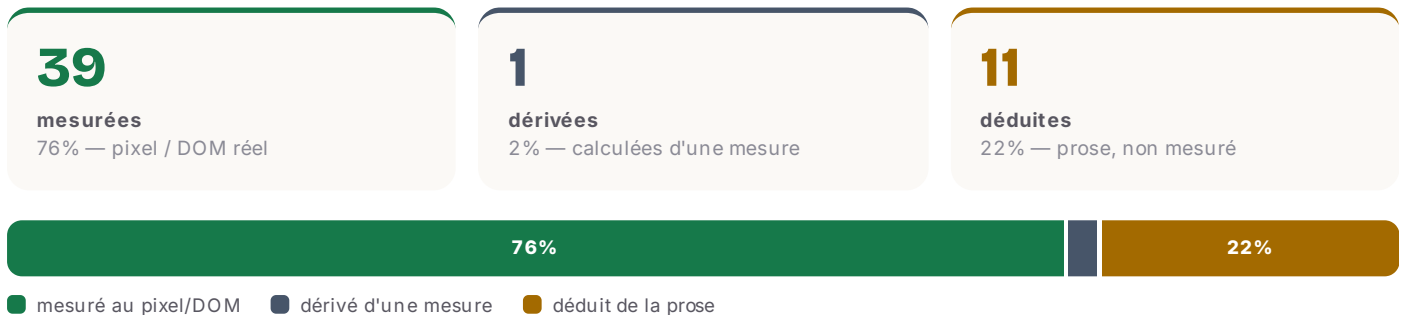 39
mesurées
76% — pixel / DOM réel
1
dérivées
2% — calculées d'une mesure
11
déduites
22% — prose, non mesuré
76%
22%
mesuré au pixel/DOM
dérivé d'une mesure
déduit de la prose